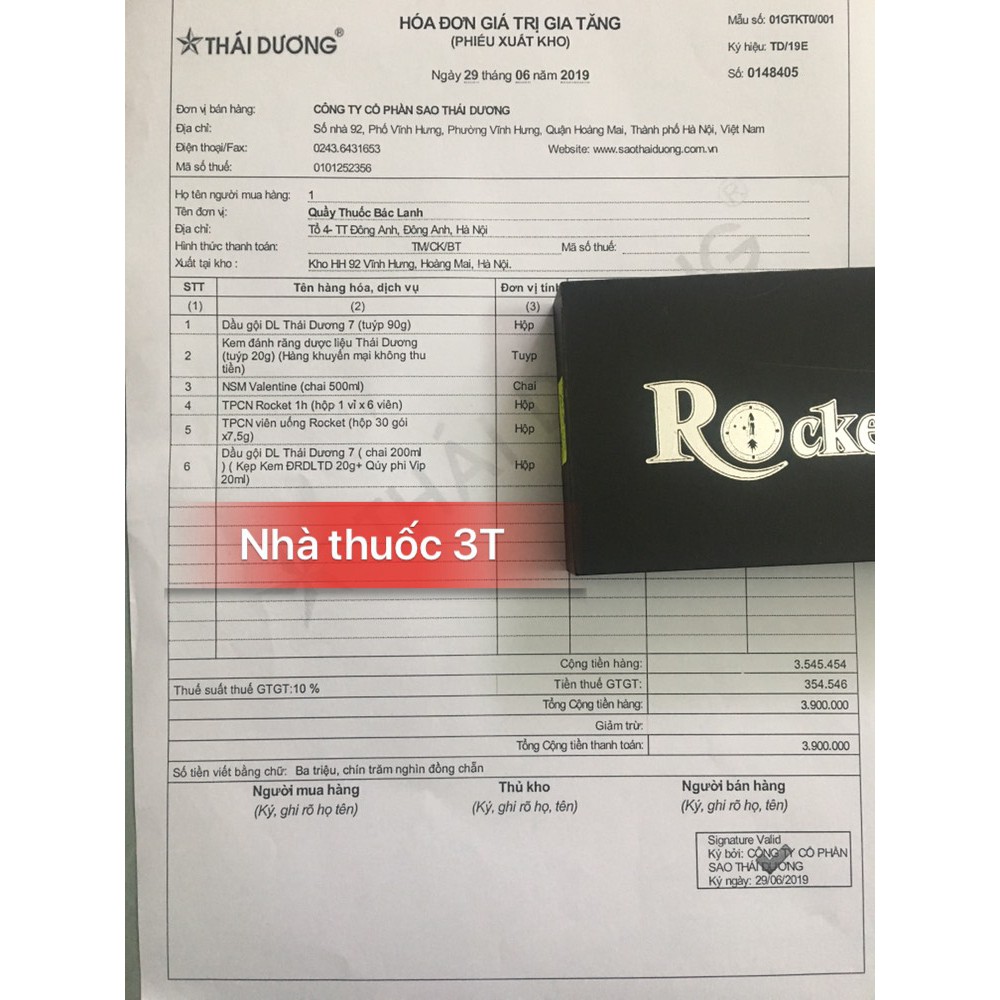 THÁI DƯƠNG®
HÓA ĐƠN GIÁ TRỊ GIA TĂNG
(PHIẾU XUẤT KHO)
Ngày 29 tháng 06 năm 2019
Mẫu số: 01GTKT0/001
Ký hiệu: TD/19E
Số: 0148405
Đơn vị bán hàng: CÔNG TY CỔ PHẦN SAO THÁI DƯƠNG
Địa chỉ: Số nhà 92, Phố Vĩnh Hưng, Phường Vĩnh Hưng, Quận Hoàng Mai, Thành phố Hà Nội, Việt Nam
Điện thoại/Fax: 0243.6431653 Website: www.saothaiduong.com.vn
Mã số thuế: 0101252356
Họ tên người mua hàng: 1
Tên đơn vị: Quầy Thuốc Bác Lanh
Địa chỉ: Tổ 4- TT Đông Anh, Đông Anh, Hà Nội
Hình thức thanh toán: TM/CK/BT Mã số thuế:
Xuất tại kho : Kho HH 92 Vĩnh Hưng, Hoàng Mai, Hà Nội.
STT Tên hàng hóa, dịch vụ Đơn vị tính
(1) (2) (3)
1 Dầu gội DL Thái Dương 7 (tuýp 90g) Hộp
Kem đánh răng dược liệu Thái Dương
2 (tuýp 20g) (Hàng khuyến mại không thu Tuyp
tiền)
3 NSM Valentine (chai 500ml) Chai
4 TPCN Rocket 1h (hộp 1 vỉ x 6 viên) Hộp
5 TPCN viên uống Rocket (hộp 30 gói Hộp
x7,5g)
Dầu gội DL Thái Dương 7 ( chai 200ml
6 ) ( Kẹp Kem ĐRDLTD 20g+ Qủy phi Vip Hộp
20ml)
Rocke
Nhà thuốc 3T
Cộng tiền hàng: 3.545.454
Thuế suất thuế GTGT:10 % Tiền thuế GTGT: 354.546
Tổng Cộng tiền hàng: 3.900.000
Giảm trừ:
Tổng Cộng tiền thanh toán: 3.900.000
Số tiền viết bằng chữ: Ba triệu, chín trăm nghìn đồng chẵn
Người mua hàng Thủ kho Người bán hàng
(Ký, ghi rõ họ, tên) (Ký, ghi rõ họ, tên) (Ký, ghi rõ họ, tên)
Signature Valid
Ký bởi: CÔNG TY CỔ PHẦN
SAO THÁI DƯƠNG
Ký ngày: 29/06/2019